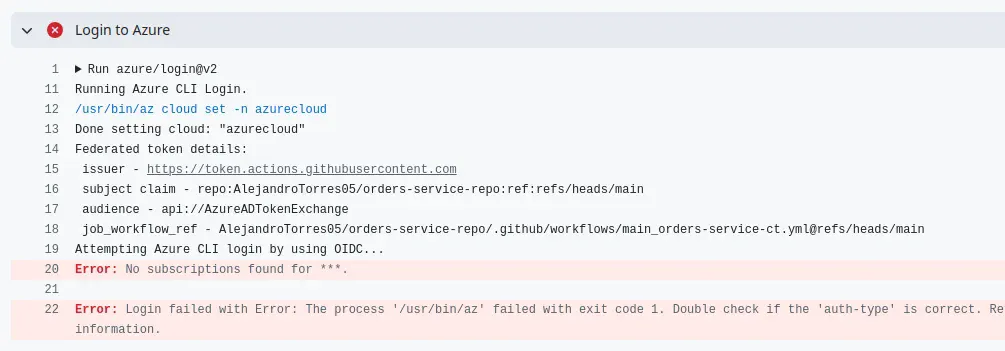 Login to Azure
1 Run azure/login@v2
11 Running Azure CLI Login.
12 /usr/bin/az cloud set -n azurecloud
13 Done setting cloud: "azurecloud"
14 Federated token details:
15 issuer - https://token.actions.githubusercontent.com
16 subject claim - repo:AlejandroTorres05/orders-service-repo:ref:refs/heads/main
17 audience - api://AzureADTokenExchange
18 job_workflow_ref - AlejandroTorres05/orders-service-repo/.github/workflows/main_orders-service-ct.yml@refs/heads/main
19 Attempting Azure CLI login by using OIDC...
20 Error: No subscriptions found for ***.
21
22 Error: Login failed with Error: The process '/usr/bin/az' failed with exit code 1. Double check if the 'auth-type' is correct. Re
information.